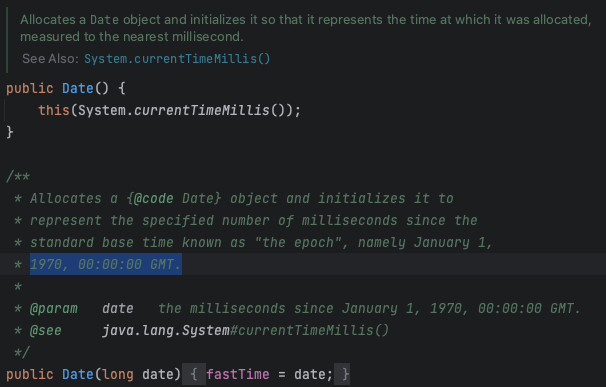 Allocates a Date object and initializes it so that it represents the time at which it was allocated,
measured to the nearest millisecond.
See Also: System.currentTimeMillis()
public Date() {
    this(System.currentTimeMillis());
}
/**
 * Allocates a {@code Date} object and initializes it to
 * represent the specified number of milliseconds since the
 * standard base time known as "the epoch", namely January 1,
 * 1970, 00:00:00 GMT.
 *
 * @param   date   the milliseconds since January 1, 1970, 00:00:00 GMT.
 * @see     java.lang.System#currentTimeMillis()
 */
public Date(long date) { fastTime = date; }